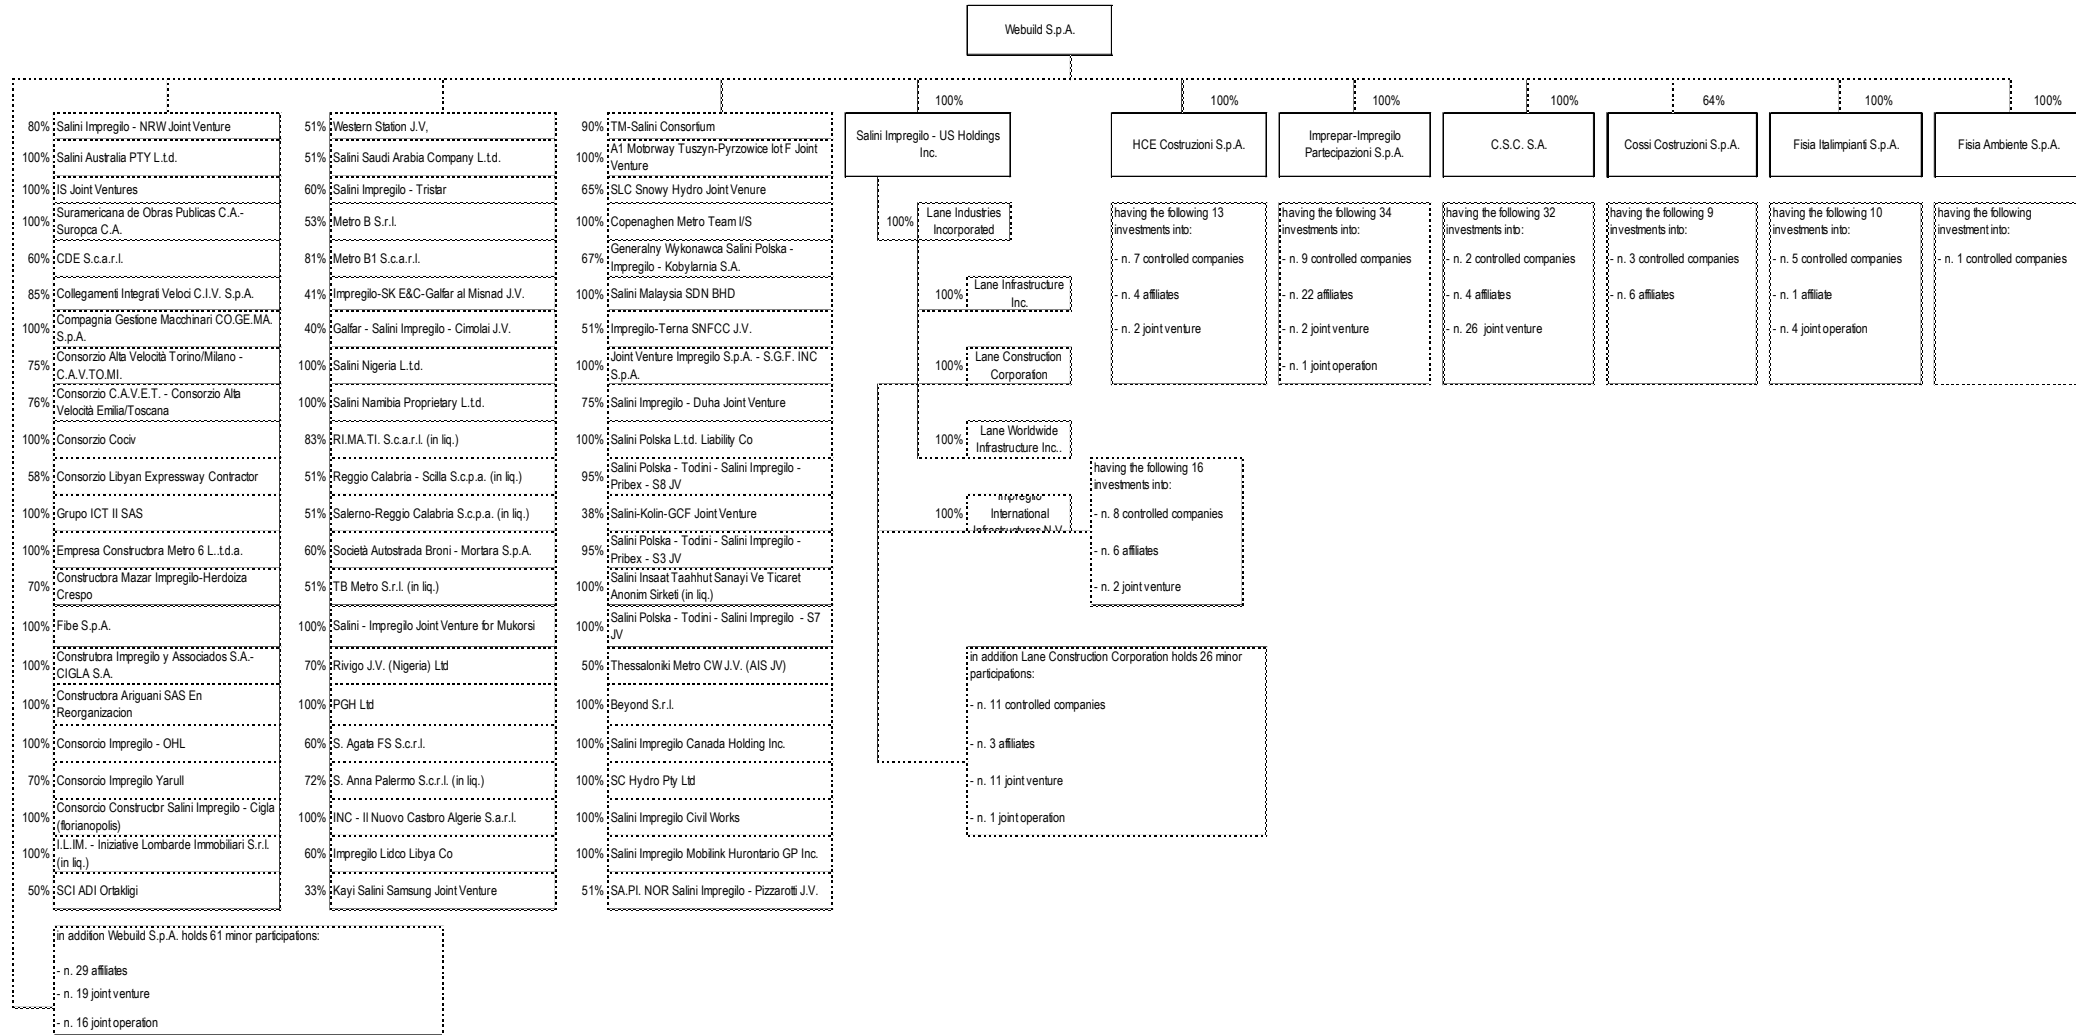 Webuild S.p.A.
80% Salini Impregilo - NRW Joint Venture
100% Salini Australia PTY L.t.d.
100% IS Joint Ventures
100% Suramericana de Obras Publicas C.A.-
Suropca C.A.
60% CDE S.c.a.r.l.
85% Collegamenti Integrati Veloci C.I.V. S.p.A.
100% Compagnia Gestione Macchinari CO.GE.MA.
S.p.A.
75% Consorzio Alta Velocità Torino/Milano -
C.A.V.TO.MI.
76% Consorzio C.A.V.E.T. - Consorzio Alta
Velocità Emilia/Toscana
100% Consorzio Cociv
58% Consorzio Libyan Expressway Contractor
100% Grupo ICT II SAS
100% Empresa Constructora Metro 6 L..t.d.a.
70% Constructora Mazar Impregilo-Herdoiza
Crespo
100% Fibe S.p.A.
100% Construtora Impregilo y Associados S.A.-
CIGLA S.A.
100% Constructora Ariguani SAS En
Reorganizacion
100% Consorcio Impregilo - OHL
70% Consorcio Impregilo Yarull
100% Consorcio Constructor Salini Impregilo - Cigla
(florianopolis)
100% I.L.IM. - Iniziative Lombarde Immobiliari S.r.l.
(in liq.)
50% SCI ADI Ortakligi
in addition Webuild S.p.A. holds 61 minor participations:
- n. 29 affiliates
- n. 19 joint venture
- n. 16 joint operation
51% Western Station J.V,
51% Salini Saudi Arabia Company L.t.d.
60% Salini Impregilo - Tristar
53% Metro B S.r.l.
81% Metro B1 S.c.a.r.l.
41% Impregilo-SK E&C-Galfar al Misnad J.V.
40% Galfar - Salini Impregilo - Cimolai J.V.
100% Salini Nigeria L.t.d.
100% Salini Namibia Proprietary L.t.d.
83% RI.MA.TI. S.c.a.r.l. (in liq.)
51% Reggio Calabria - Scilla S.c.p.a. (in liq.)
51% Salerno-Reggio Calabria S.c.p.a. (in liq.)
60% Società Autostrada Broni - Mortara S.p.A.
51% TB Metro S.r.l. (in liq.)
100% Salini - Impregilo Joint Venture for Mukorsi
70% Rivigo J.V. (Nigeria) Ltd
100% PGH Ltd
60% S. Agata FS S.c.r.l.
72% S. Anna Palermo S.c.r.l. (in liq.)
100% INC - Il Nuovo Castoro Algerie S.a.r.l.
60% Impregilo Lidco Libya Co
33% Kayi Salini Samsung Joint Venture
90% TM-Salini Consortium
100% A1 Motorway Tuszyn-Pyrzowice lot F Joint
Venture
65% SLC Snowy Hydro Joint Venure
100% Copenaghen Metro Team I/S
67% Generalny Wykonawca Salini Polska -
Impregilo - Kobylarnia S.A.
100% Salini Malaysia SDN BHD
51% Impregilo-Terna SNFCC J.V.
100% Joint Venture Impregilo S.p.A. - S.G.F. INC
S.p.A.
75% Salini Impregilo - Duha Joint Venture
100% Salini Polska L.t.d. Liability Co
95% Salini Polska - Todini - Salini Impregilo -
Pribex - S8 JV
38% Salini-Kolin-GCF Joint Venture
95% Salini Polska - Todini - Salini Impregilo -
Pribex - S3 JV
100% Salini Insaat Taahhut Sanayi Ve Ticaret
Anonim Sirketi (in liq.)
100% Salini Polska - Todini - Salini Impregilo - S7
JV
50% Thessaloniki Metro CW J.V. (AIS JV)
100% Beyond S.r.l.
100% Salini Impregilo Canada Holding Inc.
100% SC Hydro Pty Ltd
100% Salini Impregilo Civil Works
100% Salini Impregilo Mobilink Hurontario GP Inc.
51% SA.PI. NOR Salini Impregilo - Pizzarotti J.V.
100%
Salini Impregilo - US Holdings
Inc.
100% Lane Industries
Incorporated
100% Lane Infrastructure
Inc.
100% Lane Construction
Corporation
100% Lane Worldwide
Infrastructure Inc..
100% Impregilo
International
Infrastructures N.V.
having the following 16
investments into:
- n. 8 controlled companies
- n. 6 affiliates
- n. 2 joint venture
in addition Lane Construction Corporation holds 26 minor
participations:
- n. 11 controlled companies
- n. 3 affiliates
- n. 11 joint venture
- n. 1 joint operation
100%
HCE Costruzioni S.p.A.
having the following 13
investments into:
- n. 7 controlled companies
- n. 4 affiliates
- n. 2 joint venture
100%
Imprepar-Impregilo
Partecipazioni S.p.A.
having the following 34
investments into:
- n. 9 controlled companies
- n. 22 affiliates
- n. 2 joint venture
- n. 1 joint operation
100%
C.S.C. S.A.
having the following 32
investments into:
- n. 2 controlled companies
- n. 4 affiliates
- n. 26 joint venture
64%
Cossi Costruzioni S.p.A.
having the following 9
investments into:
- n. 3 controlled companies
- n. 6 affiliates
100%
Fisia Italimpianti S.p.A.
having the following 10
investments into:
- n. 5 controlled companies
- n. 1 affiliate
- n. 4 joint operation
100%
Fisia Ambiente S.p.A.
having the following
investment into:
- n. 1 controlled companies